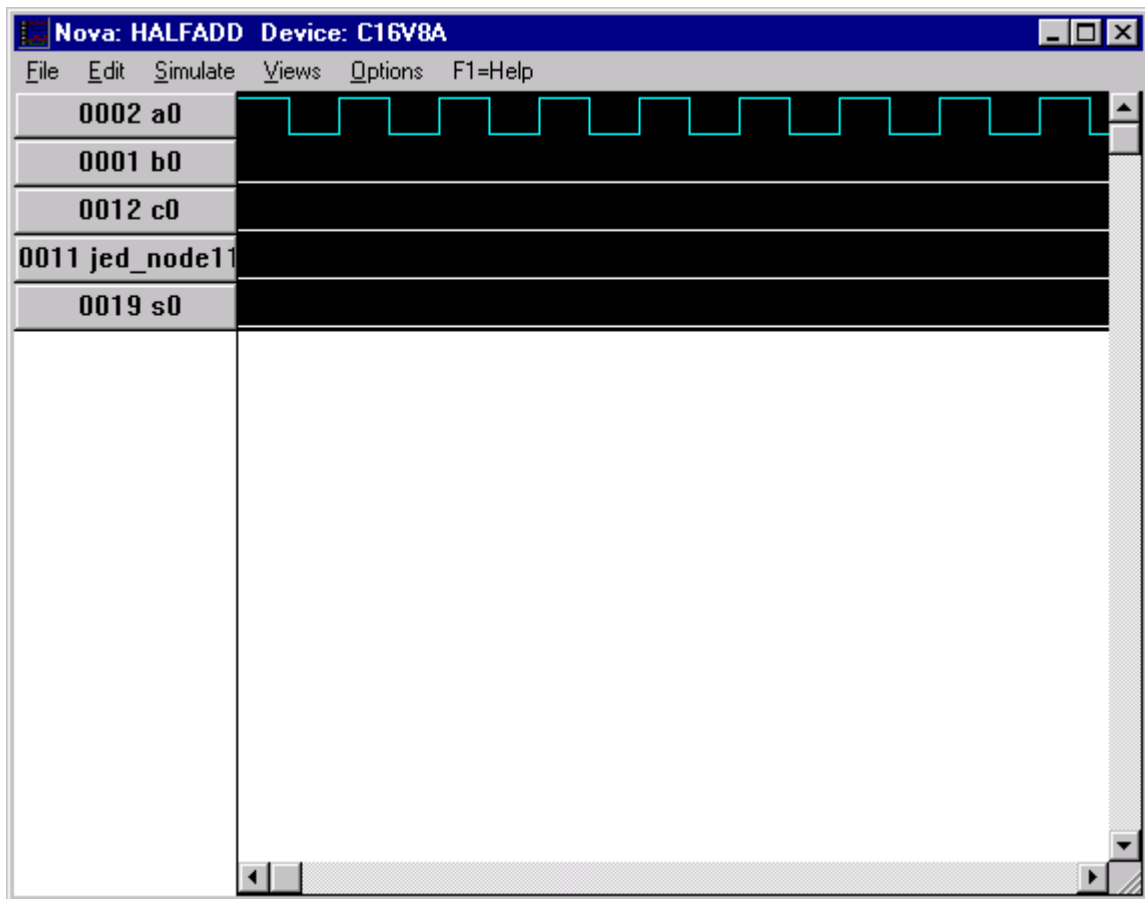 Nova: HALFADD Device: C16V8A
File Edit Simulate Views Options F1=Help
0002 a0
0001 b0
0012 c0
0011 jed_node11
0019 s0